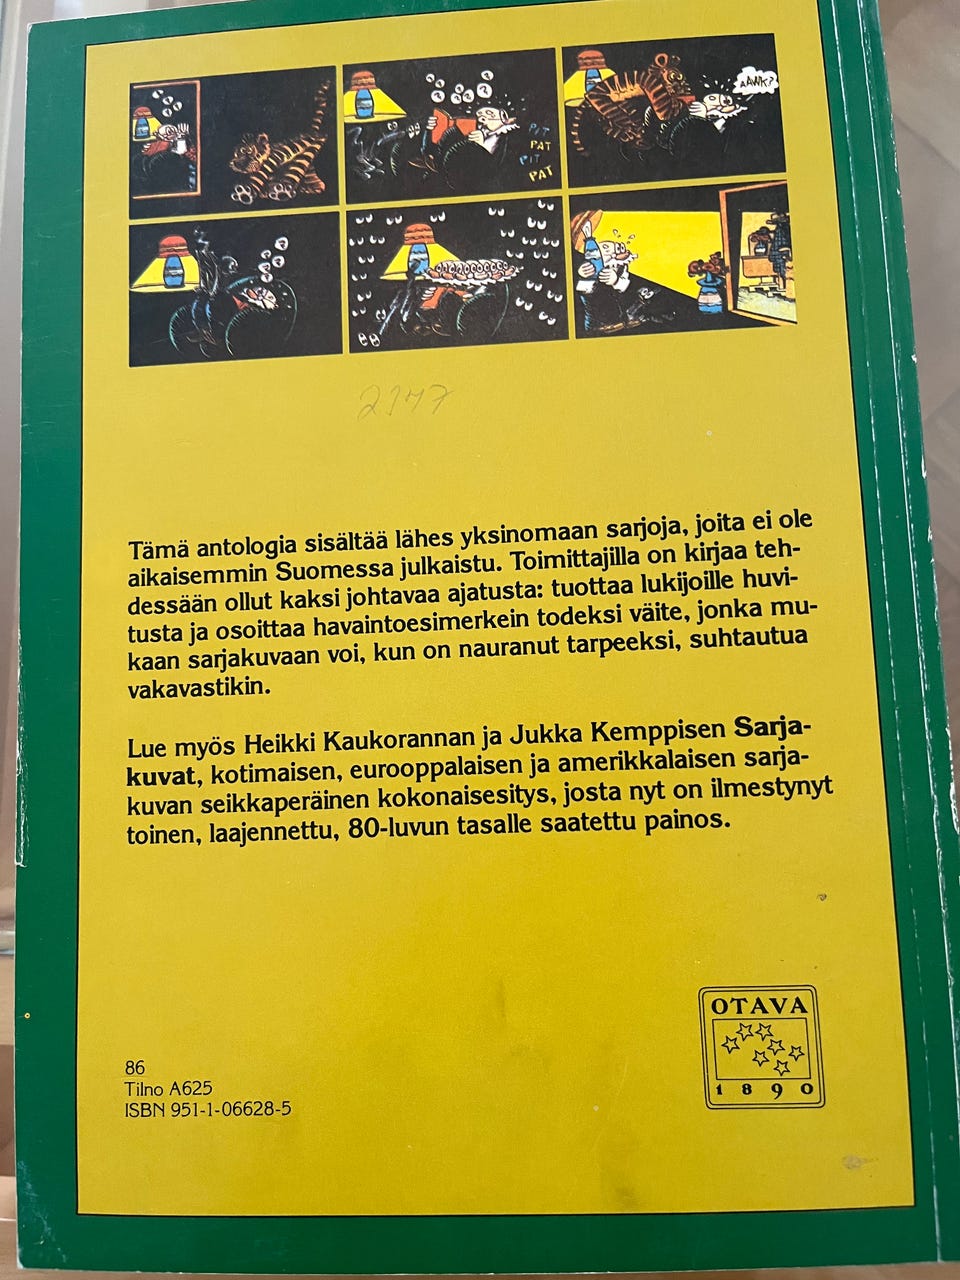 PIT
PAT
PIT
PAT
AWK?
2147
Tämä antologia sisältää lähes yksinomaan sarjoja, joita ei ole
aikaisemmin Suomessa julkaistu. Toimittajilla on kirjaa teh-
dessään ollut kaksi johtavaa ajatusta: tuottaa lukijoille huvi-
tusta ja osoittaa havaintoesimerkein todeksi väite, jonka mu-
kaan sarjakuvaan voi, kun on nauranut tarpeeksi, suhtautua
vakavastikin.
Lue myös Heikki Kaukorannan ja Jukka Kemppisen Sarja-
kuvat, kotimaisen, eurooppalaisen ja amerikkalaisen sarja-
kuvan seikkaperäinen kokonaisesitys, josta nyt on ilmestynyt
toinen, laajennettu, 80-luvun tasalle saatettu painos.
OTAVA
1890
86
Tilno A625
ISBN 951-1-06628-5